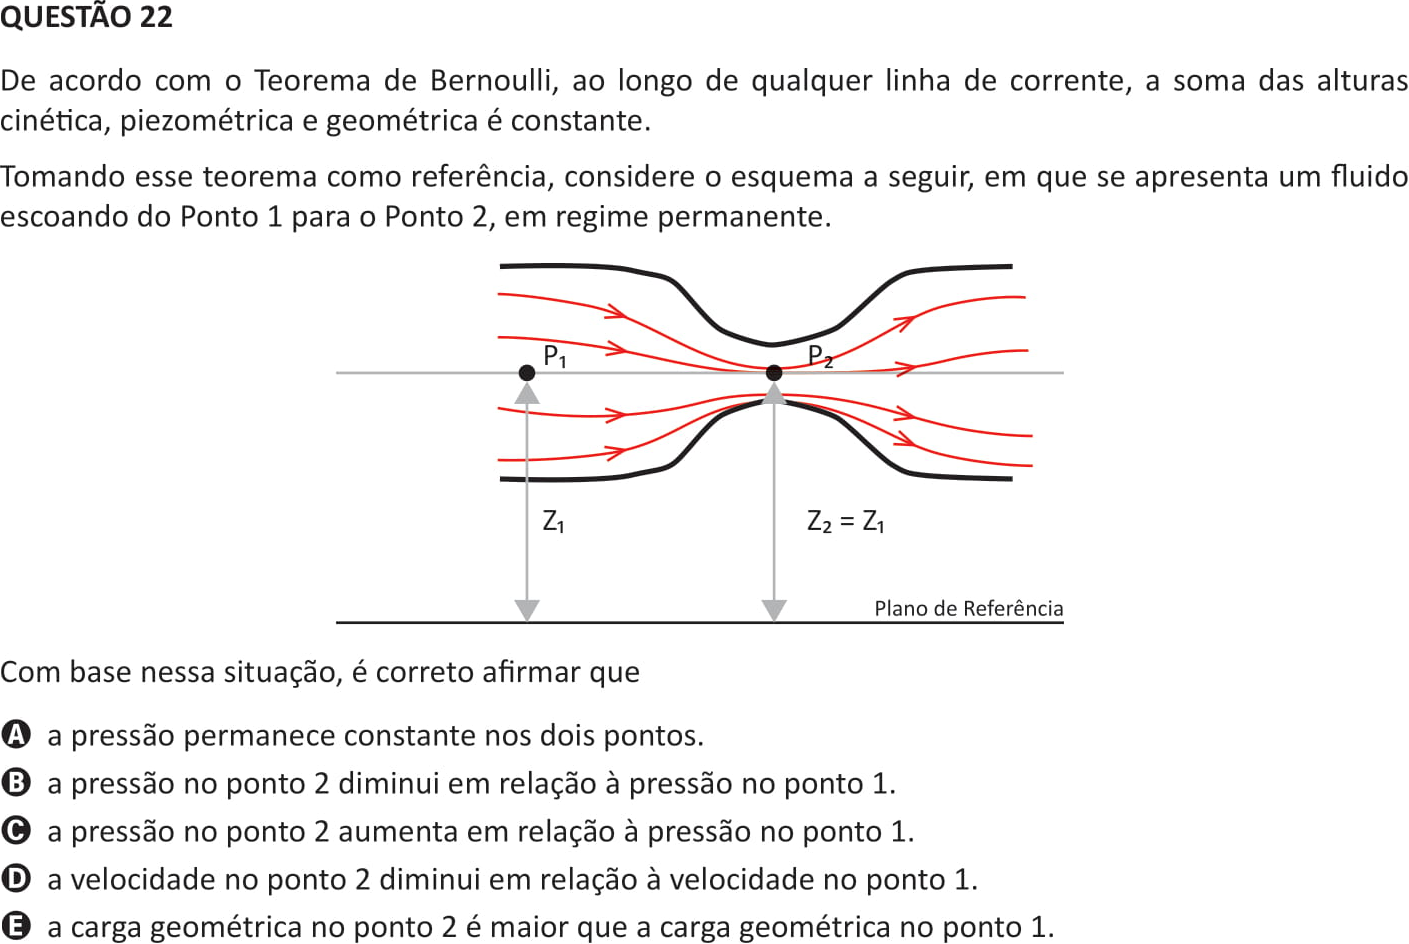 QUESTÃO 22
De acordo com o Teorema de Bernoulli, ao longo de qualquer linha de corrente, a soma das alturas
cinética, piezométrica e geométrica é constante.
Tomando esse teorema como referência, considere o esquema a seguir, em que se apresenta um fluido
escoando do Ponto 1 para o Ponto 2, em regime permanente.
P₁ P₂
Z₁ Z₂ = Z₁
Plano de Referência
Com base nessa situação, é correto afirmar que
A a pressão permanece constante nos dois pontos.
B a pressão no ponto 2 diminui em relação à pressão no ponto 1.
C a pressão no ponto 2 aumenta em relação à pressão no ponto 1.
D a velocidade no ponto 2 diminui em relação à velocidade no ponto 1.
E a carga geométrica no ponto 2 é maior que a carga geométrica no ponto 1.